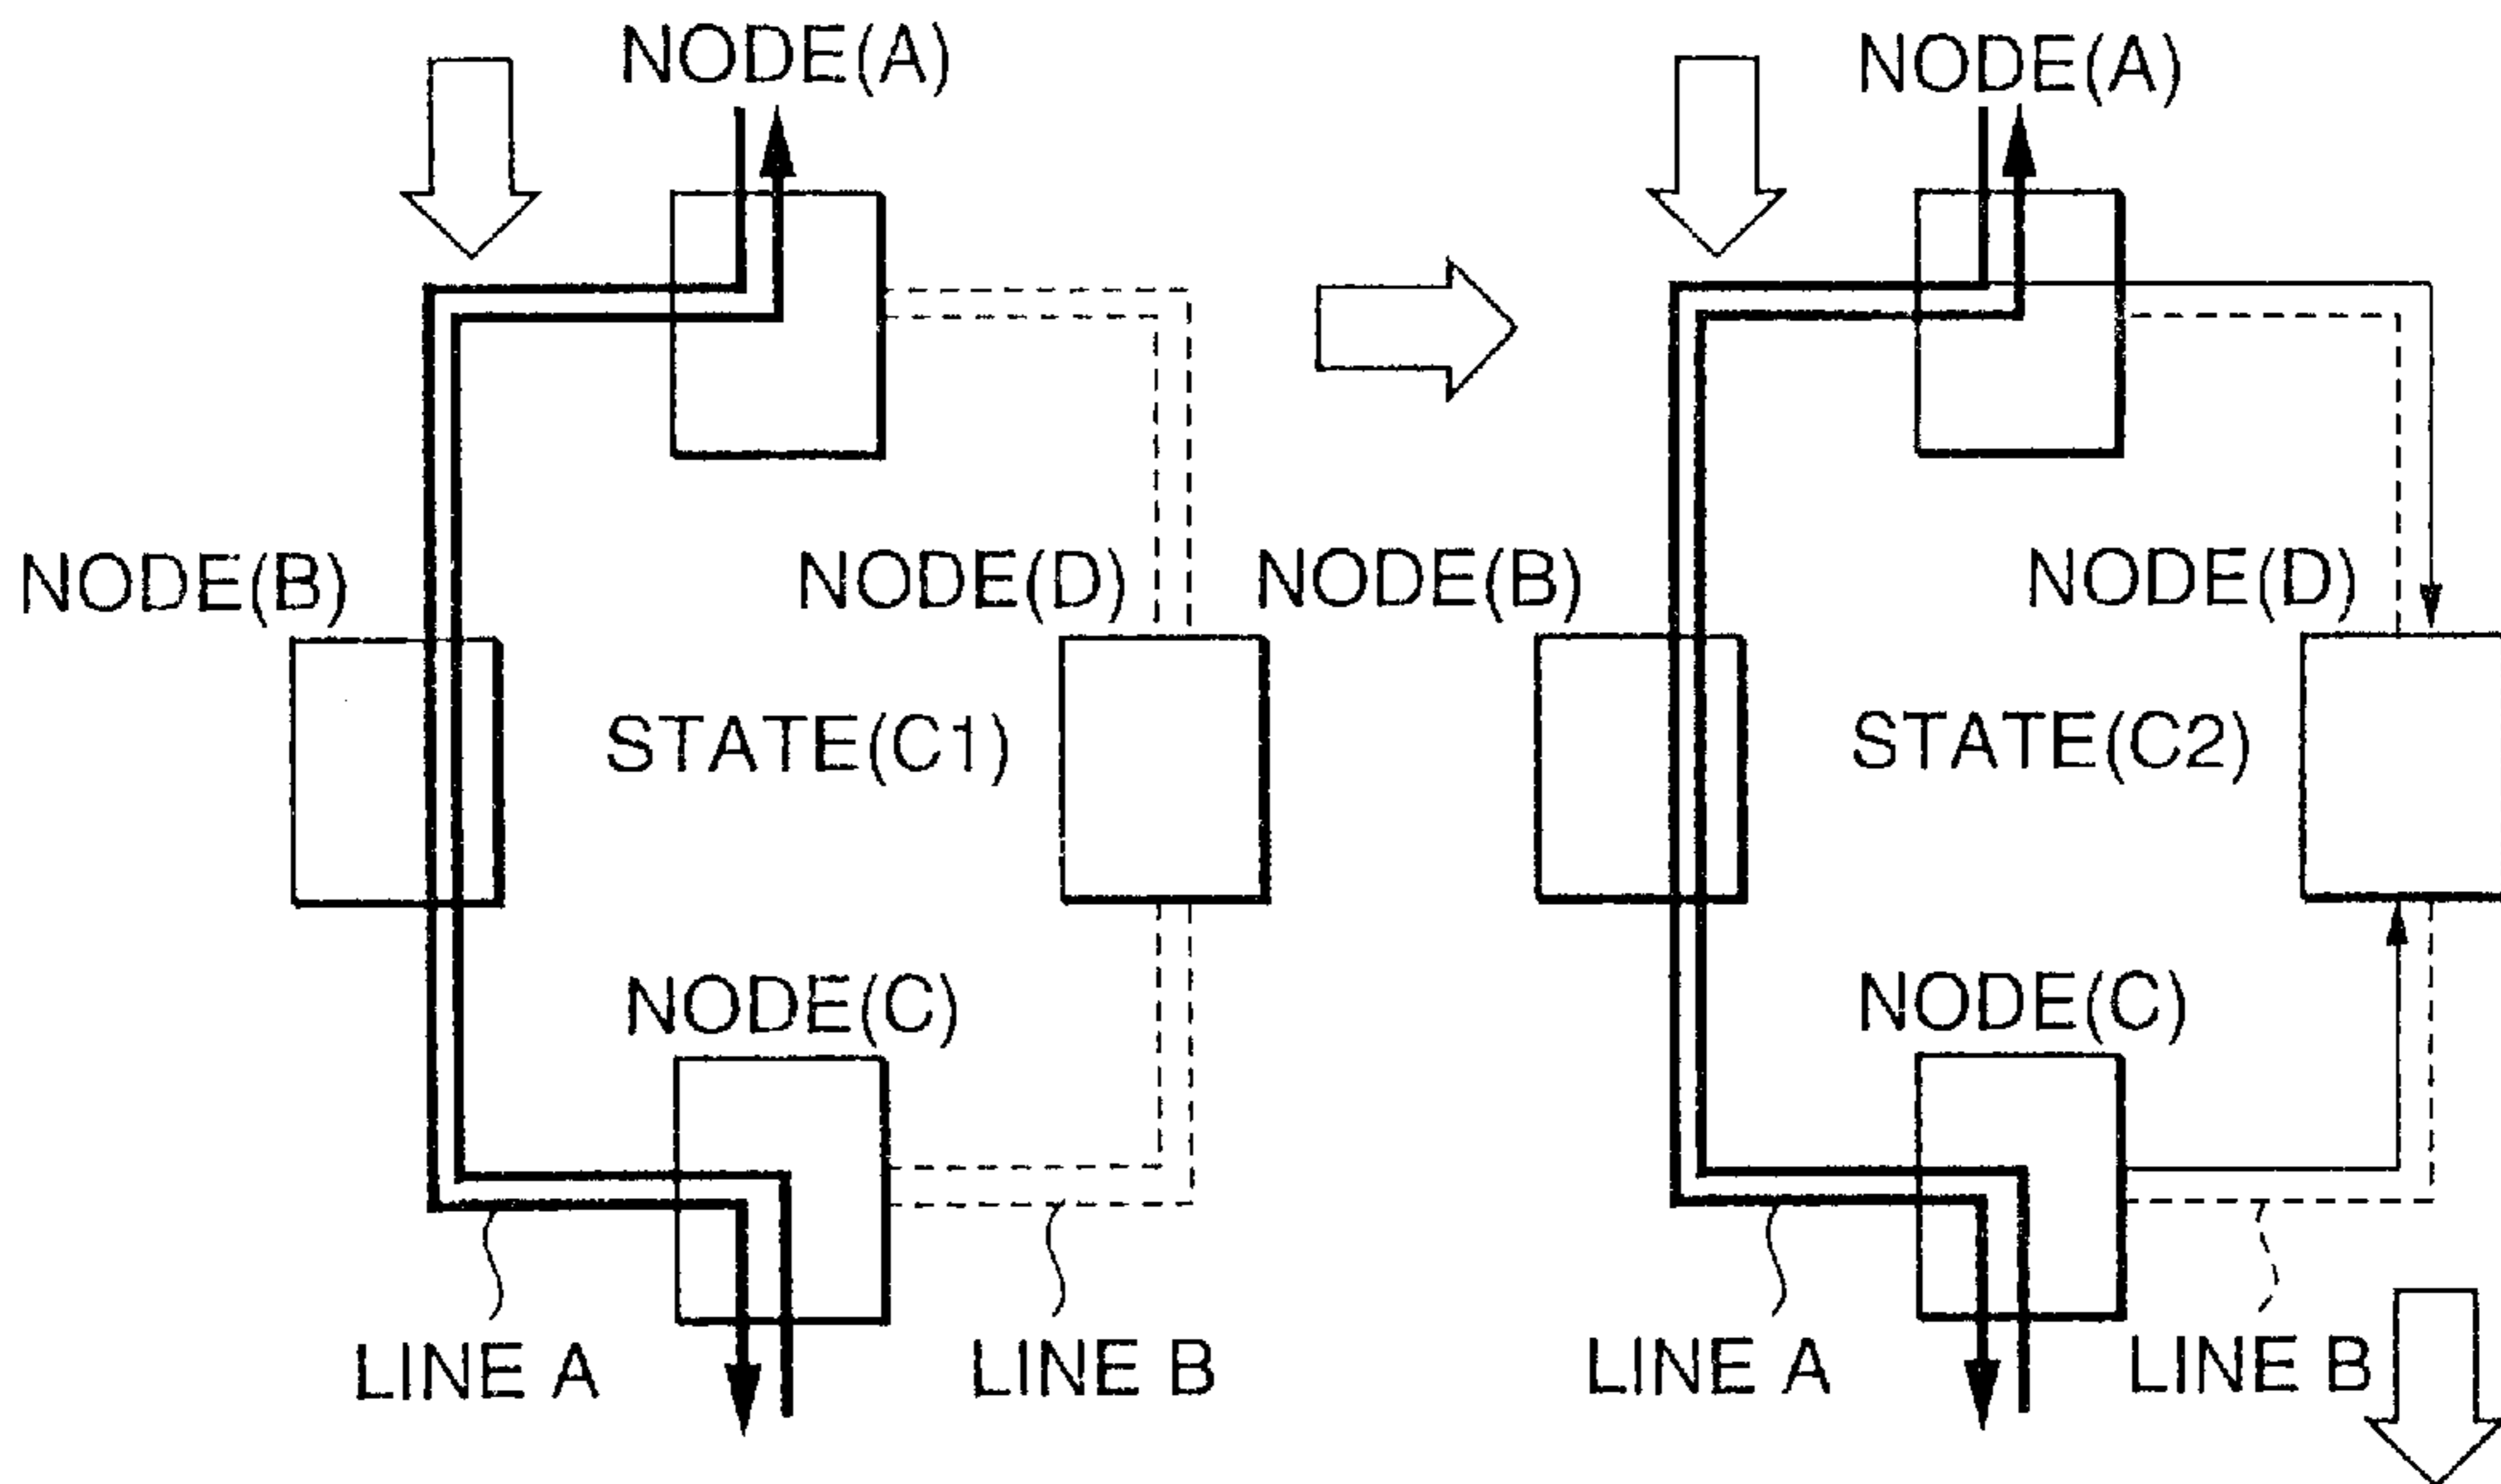 NODE(A)
NODE(B)
NODE(D)
STATE(C1)
NODE(C)
LINE A
LINE B
NODE(A)
NODE(B)
NODE(D)
STATE(C2)
NODE(C)
LINE A
LINE B